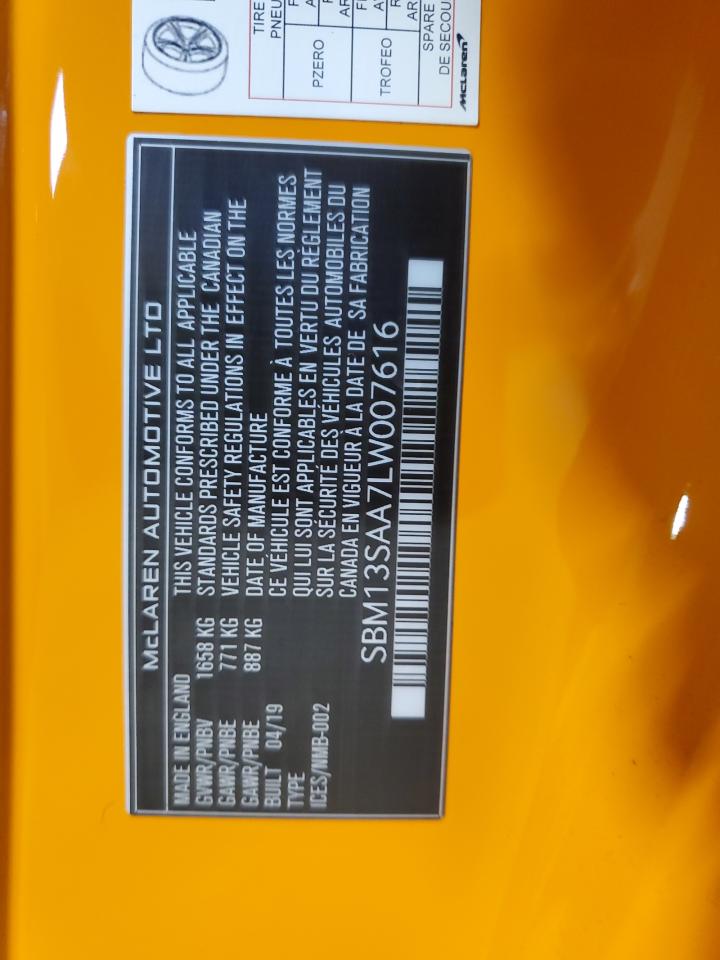 McLAREN AUTOMOTIVE LTD
MADE IN ENGLAND
GVWR/PNBV 1658 KG
GAWR/PNBE 771 KG
GAWR/PNBE 887 KG
BUILT 04/19
TYPE
ICES/NMB-002
THIS VEHICLE CONFORMS TO ALL APPLICABLE
STANDARDS PRESCRIBED UNDER THE CANADIAN
VEHICLE SAFETY REGULATIONS IN EFFECT ON THE
DATE OF MANUFACTURE
CE VÉHICULE EST CONFORME À TOUTES LES NORMES
QUI LUI SONT APPLICABLES EN VERTU DU RÈGLEMENT
SUR LA SÉCURITÉ DES VÉHICULES AUTOMOBILES DU
CANADA EN VIGUEUR À LA DATE DE SA FABRICATION
SBM13SAA7LW007616
TIRE
PNEU
PZERO
TROFEO
SPARE
DE SECOU
McLaren